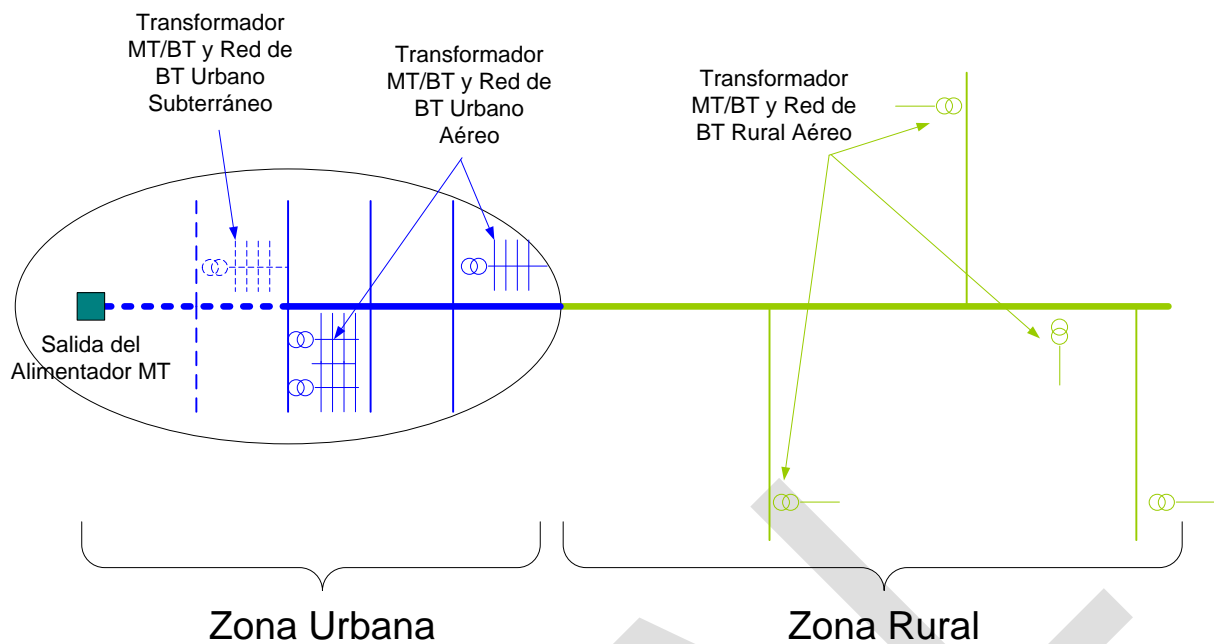 Transformador
MT/BT y Red de
BT Urbano
Subterráneo
Transformador
MT/BT y Red de
BT Urbano
Aéreo
Transformador
MT/BT y Red de
BT Rural Aéreo
Salida del
Alimentador MT
Zona Urbana
Zona Rural